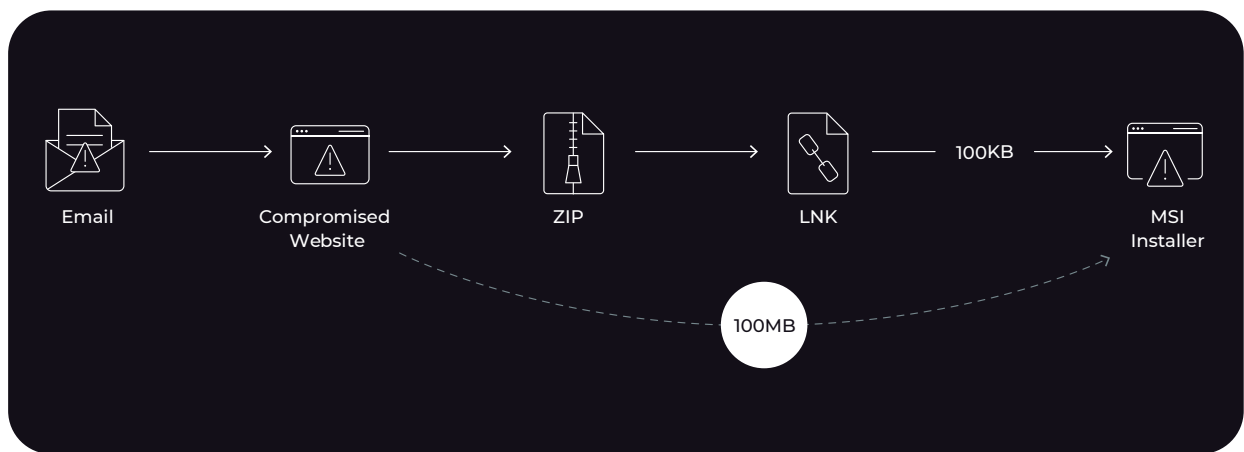 Email
Compromised
Website
ZIP
LNK
100KB
MSI
Installer
100MB